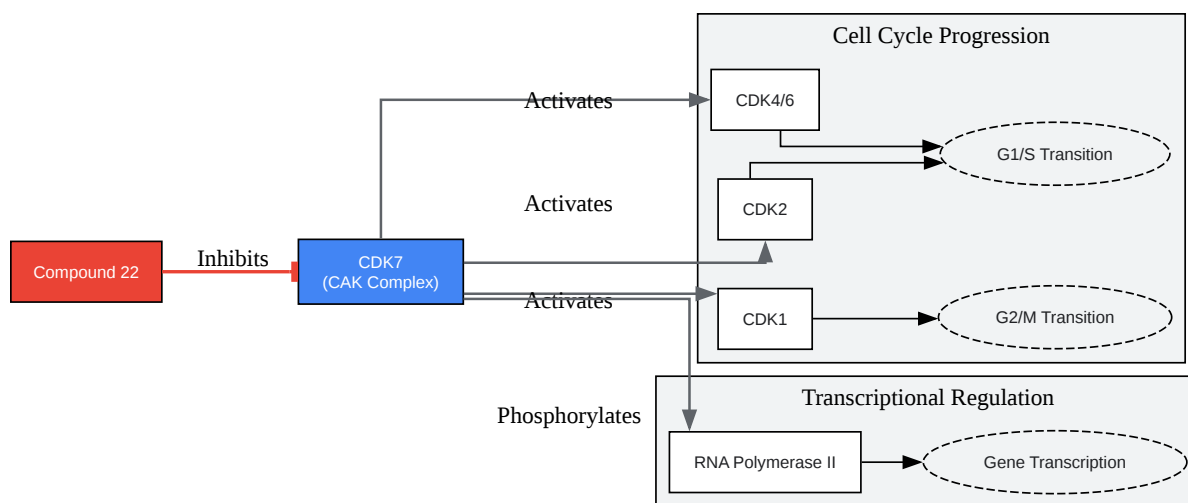 Cell Cycle Progression
Activates
CDK4/6
G1/S Transition
Activates
CDK2
Compound 22
Inhibits
CDK7
(CAK Complex)
Activates
CDK1
G2/M Transition
Transcriptional Regulation
Phosphorylates
RNA Polymerase II
Gene Transcription